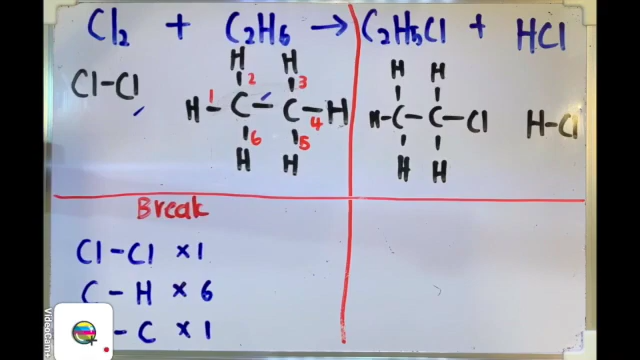 Cl2 + C2H6 → C2H5Cl + HCl
H H H H
Cl-Cl 2 3
H 1 - C - C - H H - C - C - Cl H - Cl
6 5 4
H H H H
Break
Cl - Cl × 1
C - H × 6
- C × 1
VideoCam+